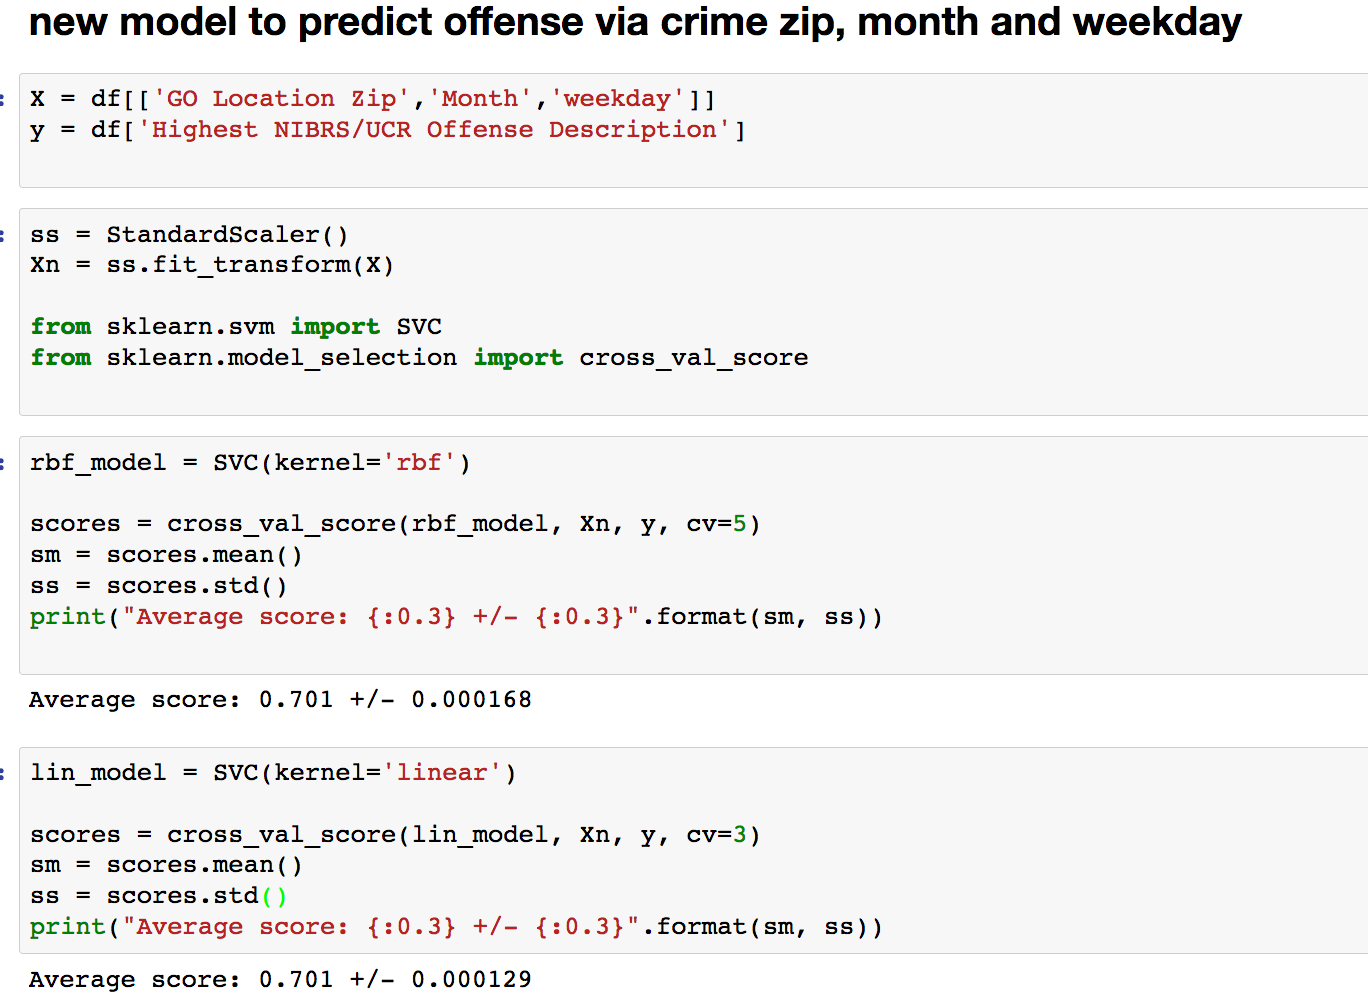 new model to predict offense via crime zip, month and weekday
:
X = df[['GO Location Zip','Month','weekday']]
y = df['Highest NIBRS/UCR Offense Description']
:
ss = StandardScaler()
Xn = ss.fit_transform(X)
from sklearn.svm import SVC
from sklearn.model_selection import cross_val_score
:
rbf_model = SVC(kernel='rbf')
scores = cross_val_score(rbf_model, Xn, y, cv=5)
sm = scores.mean()
ss = scores.std()
print("Average score: {:0.3} +/- {:0.3}".format(sm, ss))
Average score: 0.701 +/- 0.000168
:
lin_model = SVC(kernel='linear')
scores = cross_val_score(lin_model, Xn, y, cv=3)
sm = scores.mean()
ss = scores.std()
print("Average score: {:0.3} +/- {:0.3}".format(sm, ss))
Average score: 0.701 +/- 0.000129